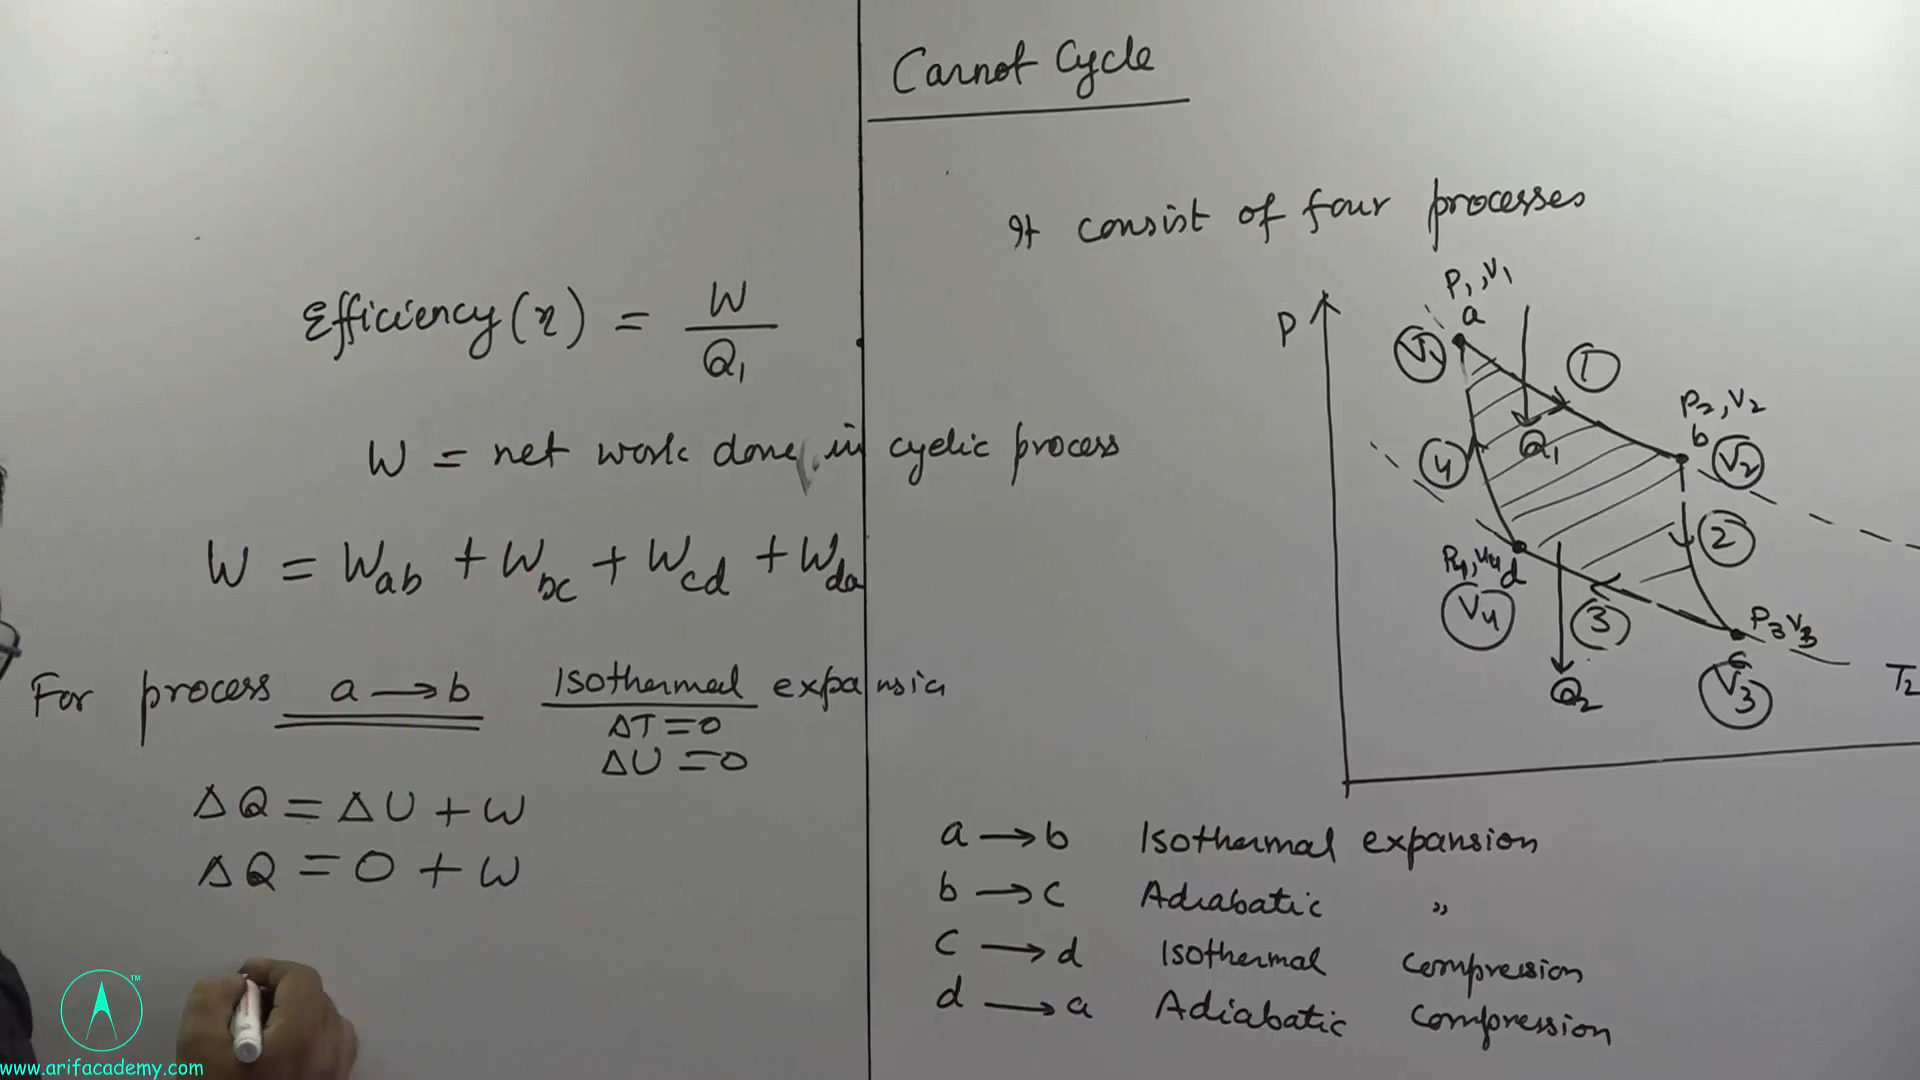 Carnot Cycle
It consist of four processes
Efficiency (η) = W / Q₁
W = net work done in cyclic process
W = Wab + Wbc + Wcd + Wda
For process a → b Isothermal expansin
ΔT = 0
ΔU = 0
ΔQ = ΔU + W
ΔQ = 0 + W
P
P₁, V₁
a
V₁
1
Q₁
P₂, V₂
b
V₂
4
2
P₄, V₄
d
V₄
3
P₃ V₃
c
V₃
Q₂
T₂
a → b Isothermal expansion
b → c Adiabatic "
c → d Isothermal compression
d → a Adiabatic compression
A
TM
www.arifacademy.com